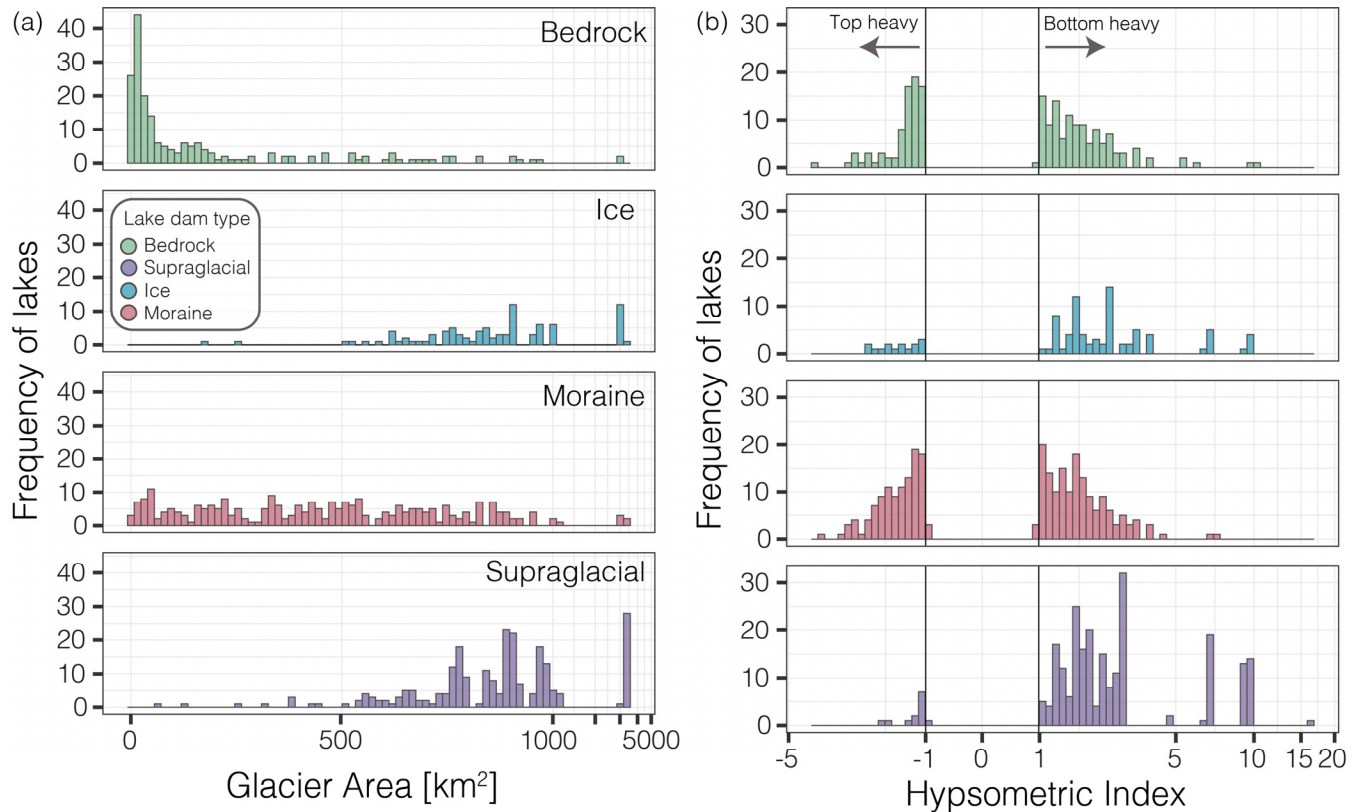 (a)
Frequency of lakes
40
30
20
10
0
Bedrock
40
30
20
10
0
Ice
Lake dam type
Bedrock
Supraglacial
Ice
Moraine
40
30
20
10
0
Moraine
40
30
20
10
0
Supraglacial
0 500 1000 5000
Glacier Area [km²]
(b)
Frequency of lakes
30
20
10
0
Top heavy
Bottom heavy
30
20
10
0
30
20
10
0
30
20
10
0
-5 -1 0 1 5 10 15 20
Hypsometric Index